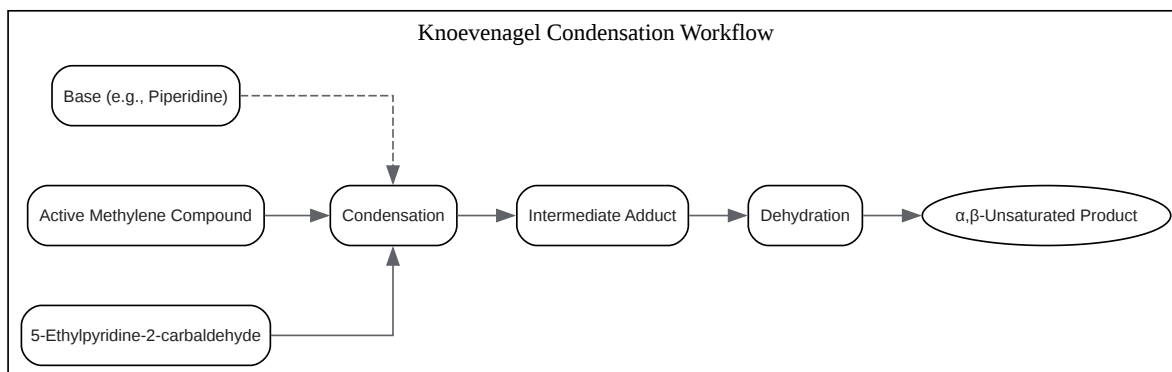 Knoevenagel Condensation Workflow
Base (e.g., Piperidine)
Active Methylene Compound
Condensation
Intermediate Adduct
Dehydration
α,β-Unsaturated Product
5-Ethylpyridine-2-carbaldehyde